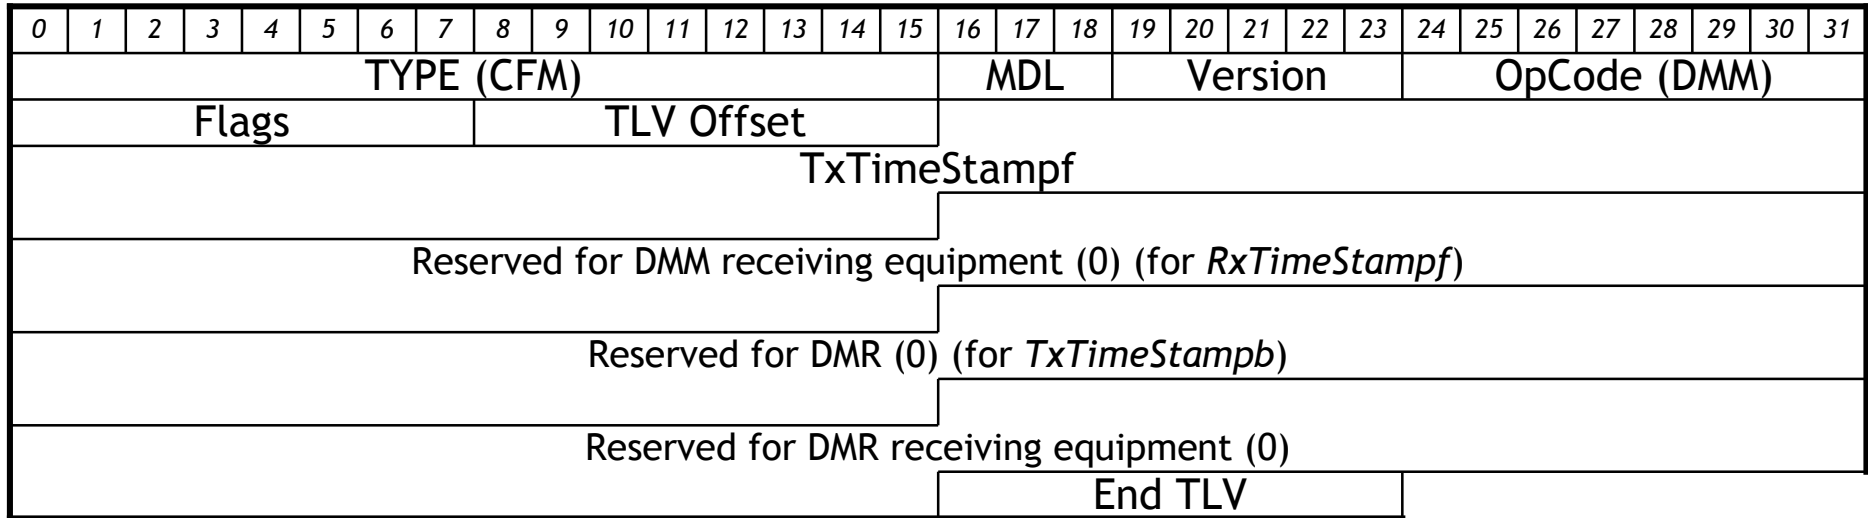 0 1 2 3 4 5 6 7 8 9 10 11 12 13 14 15 16 17 18 19 20 21 22 23 24 25 26 27 28 29 30 31
TYPE (CFM) MDL Version OpCode (DMM)
Flags TLV Offset
TxTimeStampf
Reserved for DMM receiving equipment (0) (for RxTimeStampf)
Reserved for DMR (0) (for TxTimeStampb)
Reserved for DMR receiving equipment (0)
End TLV